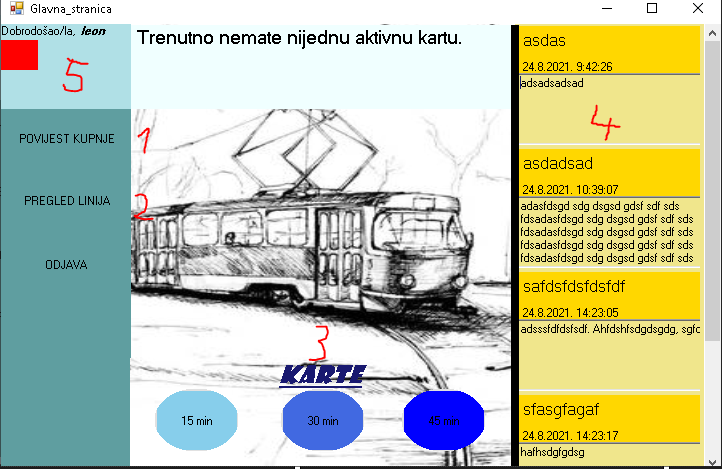 Glavna_stranica
Dobrodošao/la, leon
5
Trenutno nemate nijednu aktivnu kartu.
POVIJEST KUPNJE
1
PREGLED LINIJA
2
ODJAVA
3
KARTE
15 min
30 min
45 min
asdas
24.8.2021. 9:42:26
adsadsadsad
4
asdadsad
24.8.2021. 10:39:07
adasfdsgd sdg dsgsd gdsf sdf sds
fdsadasfdsgd sdg dsgsd gdsf sdf sds
fdsadasfdsgd sdg dsgsd gdsf sdf sds
fdsadasfdsgd sdg dsgsd gdsf sdf sds
fdsadasfdsgd sdg dsgsd gdsf sdf sds
safdsfdsfdsfdf
24.8.2021. 14:23:05
adsssfdfdsfsdf. Ahfdshfsdgdsgdg, sgfd
sfasgfagaf
24.8.2021. 14:23:17
hafhsdgfgdsg